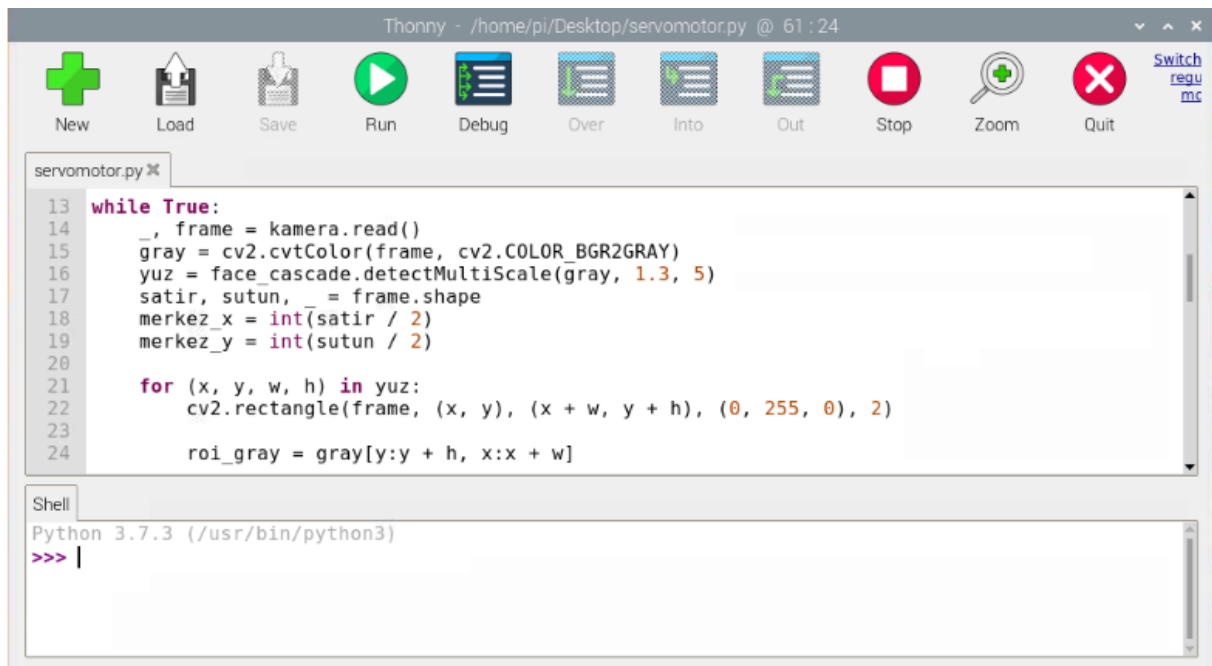 Thonny - /home/pi/Desktop/servomotor.py @ 61:24
New Load Save Run Debug Over Into Out Stop Zoom Quit
Switch
regu
mc
servomotor.py
13 while True:
14     _, frame = kamera.read()
15     gray = cv2.cvtColor(frame, cv2.COLOR_BGR2GRAY)
16     yuz = face_cascade.detectMultiScale(gray, 1.3, 5)
17     satir, sutun, _ = frame.shape
18     merkez_x = int(satir / 2)
19     merkez_y = int(sutun / 2)
20
21     for (x, y, w, h) in yuz:
22         cv2.rectangle(frame, (x, y), (x + w, y + h), (0, 255, 0), 2)
23
24         roi_gray = gray[y:y + h, x:x + w]
Shell
Python 3.7.3 (/usr/bin/python3)
>>>